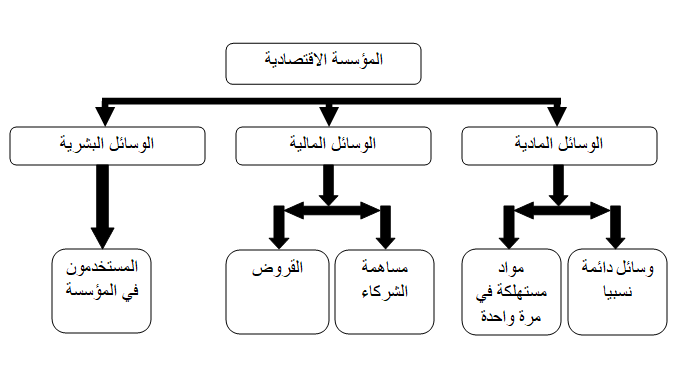 المؤسسة الاقتصادية
الوسائل المادية
الوسائل المالية
الوسائل البشرية
وسائل دائمة
نسبيا
مواد
مستهلكة في
مرة واحدة
مساهمة
الشركاء
القروض
المستخدمون
في المؤسسة